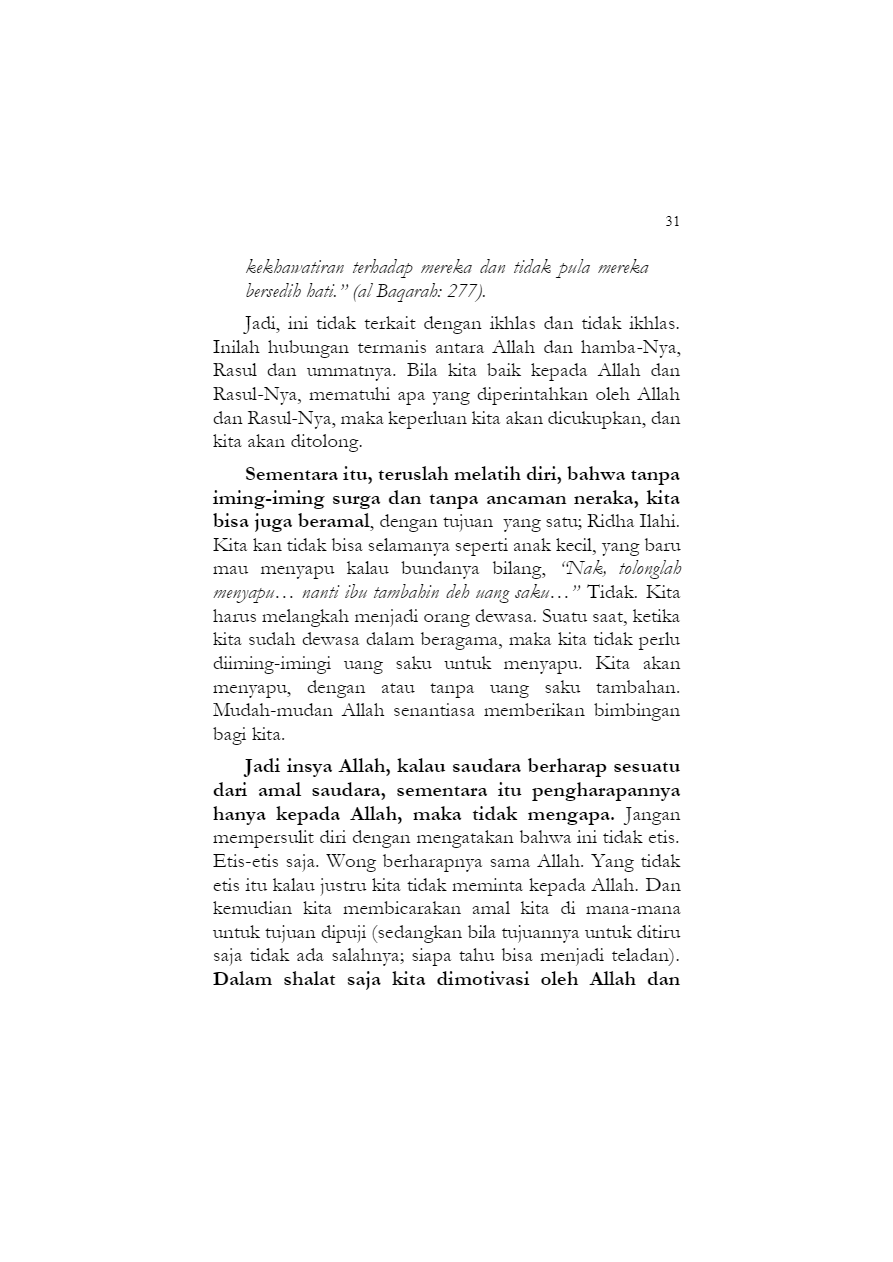 31
kekhawatiran terhadap mereka dan tidak pula mereka
bersedih hati.” (al Baqarah: 277).
Jadi, ini tidak terkait dengan ikhlas dan tidak ikhlas.
Inilah hubungan termanis antara Allah dan hamba-Nya,
Rasul dan ummatnya. Bila kita baik kepada Allah dan
Rasul-Nya, mematuhi apa yang diperintahkan oleh Allah
dan Rasul-Nya, maka keperluan kita akan dicukupkan, dan
kita akan ditolong.
Sementara itu, teruslah melatih diri, bahwa tanpa
iming-iming surga dan tanpa ancaman neraka, kita
bisa juga beramal, dengan tujuan yang satu; Ridha Ilahi.
Kita kan tidak bisa selamanya seperti anak kecil, yang baru
mau menyapu kalau bundanya bilang, “Nak, tolonglah
menyapu… nanti ibu tambahin deh uang saku…” Tidak. Kita
harus melangkah menjadi orang dewasa. Suatu saat, ketika
kita sudah dewasa dalam beragama, maka kita tidak perlu
diiming-imingi uang saku untuk menyapu. Kita akan
menyapu, dengan atau tanpa uang saku tambahan.
Mudah-mudan Allah senantiasa memberikan bimbingan
bagi kita.
Jadi insya Allah, kalau saudara berharap sesuatu
dari amal saudara, sementara itu pengharapannya
hanya kepada Allah, maka tidak mengapa. Jangan
mempersulit diri dengan mengatakan bahwa ini tidak etis.
Etis-etis saja. Wong berharapnya sama Allah. Yang tidak
etis itu kalau justru kita tidak meminta kepada Allah. Dan
kemudian kita membicarakan amal kita di mana-mana
untuk tujuan dipuji (sedangkan bila tujuannya untuk ditiru
saja tidak ada salahnya; siapa tahu bisa menjadi teladan).
Dalam shalat saja kita dimotivasi oleh Allah dan